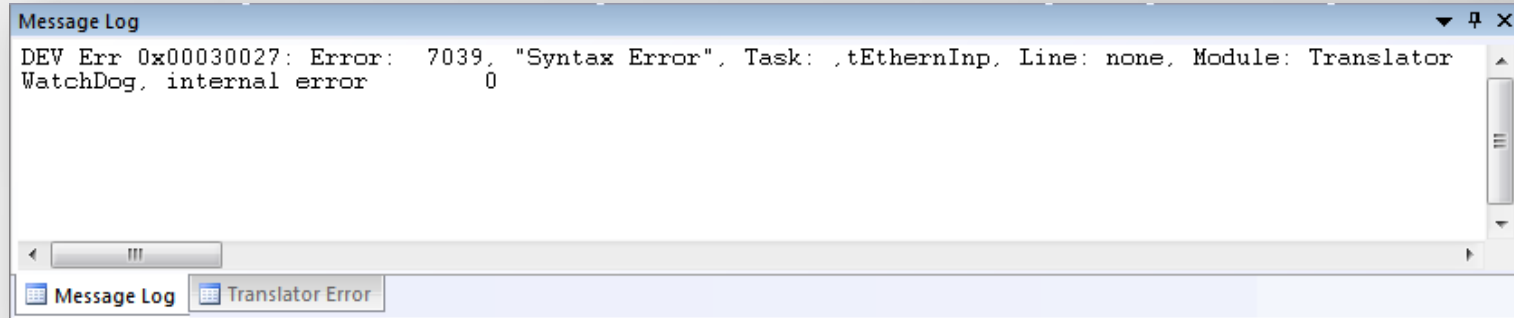 Message Log
DEV Err 0x00030027: Error:  7039, "Syntax Error", Task: ,tEthernInp, Line: none, Module: Translator
WatchDog, internal error        0
Message Log
Translator Error